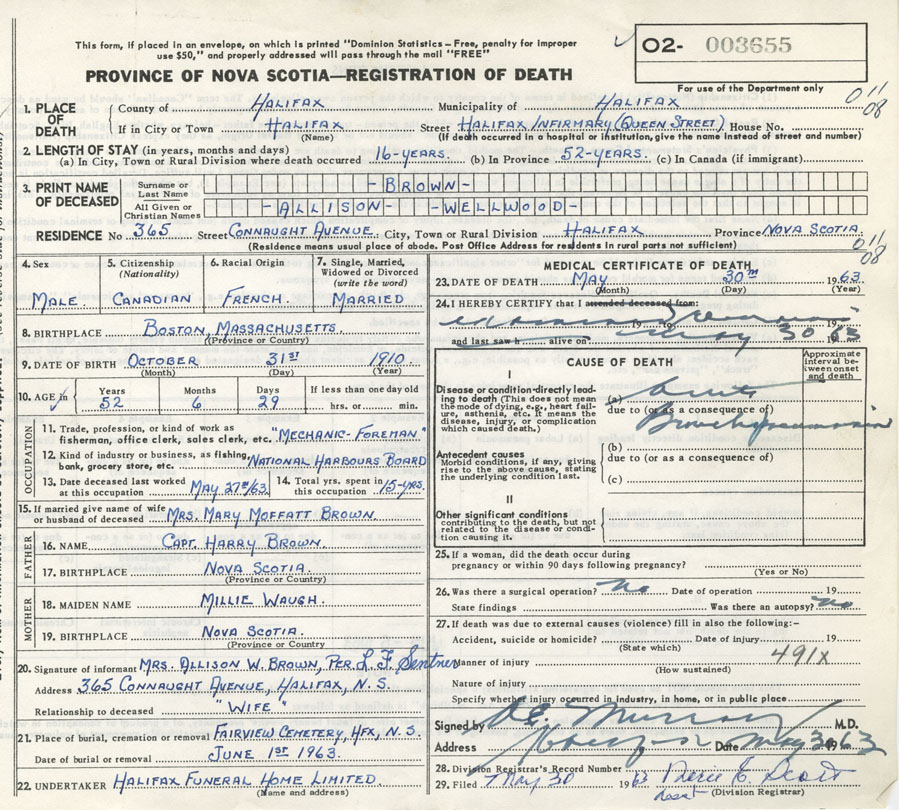 This form, if placed in an envelope, on which is printed "Dominion Statistics – Free, penalty for improper
use $50," and properly addressed will pass through the mail "FREE"
O2- 003655
For use of the Department only
PROVINCE OF NOVA SCOTIA—REGISTRATION OF DEATH
011
08
1. PLACE OF DEATH
County of HALIFAX Municipality of HALIFAX
If in City or Town HALIFAX Street HALIFAX INFIRMARY (QUEEN STREET) House No.
(Name) (If death occurred in a hospital or institution, give the name instead of street and number)
2. LENGTH OF STAY (in years, months and days)
(a) In City, Town or Rural Division where death occurred 16-YEARS. (b) In Province 52-YEARS. (c) In Canada (if immigrant)
3. PRINT NAME OF DECEASED
Surname or Last Name -BROWN-
All Given or Christian Names -ALLISON- -WELLWOOD-
RESIDENCE No 365 Street CONNAUGHT AVENUE. City, Town or Rural Division HALIFAX Province NOVA SCOTIA.
(Residence means usual place of abode. Post Office Address for residents in rural parts not sufficient)
011
08
4. Sex MALE.
5. Citizenship (Nationality) CANADIAN
6. Racial Origin FRENCH.
7. Single, Married, Widowed or Divorced (write the word) MARRIED
8. BIRTHPLACE BOSTON, MASSACHUSETTS.
(Province or Country)
9. DATE OF BIRTH OCTOBER 31ST 1910.
(Month) (Day) (Year)
10. AGE
Years Months Days If less than one day old
52 6 29 hrs. or min.
OCCUPATION
11. Trade, profession, or kind of work as
fisherman, office clerk, sales clerk, etc. "MECHANIC-FOREMAN"
12. Kind of industry or business, as fishing,
bank, grocery store, etc. NATIONAL HARBOURS BOARD
13. Date deceased last worked
at this occupation MAY 27th/63
14. Total yrs. spent in
this occupation 15-YRS.
15. If married give name of wife
or husband of deceased MRS. MARY MOFFATT BROWN.
FATHER
16. NAME CAPT. HARRY BROWN.
17. BIRTHPLACE NOVA SCOTIA.
(Province or Country)
MOTHER
18. MAIDEN NAME MILLIE WAUGH.
19. BIRTHPLACE NOVA SCOTIA.
(Province or Country)
20. Signature of informant MRS. ALLISON W. BROWN, PER. L. F. Sentner
Address 365 CONNAUGHT AVENUE, HALIFAX, N. S.
Relationship to deceased "WIFE"
21. Place of burial, cremation or removal FAIRVIEW CEMETERY, HFX, N. S.
Date of burial or removal JUNE 1ST 1963.
22. UNDERTAKER HALIFAX FUNERAL HOME LIMITED.
(Name and address)
MEDICAL CERTIFICATE OF DEATH
23. DATE OF DEATH MAY 30TH 1963.
(Month) (Day) (Year)
24. I HEREBY CERTIFY that I attended deceased from:
19 19
and last saw h alive on May 30 1963
CAUSE OF DEATH
Approximate interval between onset and death
I
Disease or condition directly leading to death (This does not mean the mode of dying, e.g., heart failure, asthenia, etc. It means the disease, injury, or complication which caused death.)
(a) Acute
due to (or as a consequence of)
Bronchopneumonia
Antecedent causes
Morbid conditions, if any, giving rise to the above cause, stating the underlying condition last.
(b)
due to (or as a consequence of)
(c)
II
Other significant conditions
contributing to the death, but not related to the disease or condition causing it.
25. If a woman, did the death occur during
pregnancy or within 90 days following pregnancy?
(Yes or No)
26. Was there a surgical operation? no Date of operation 19
State findings Was there an autopsy? no
27. If death was due to external causes (violence) fill in also the following:-
Accident, suicide or homicide? Date of injury 19
(State which)
491X
Manner of injury
(How sustained)
Nature of injury
Specify whether injury occurred in industry, in home, or in public place
Signed by D.E. Murray M.D.
Address Date May 30 1963
28. Division Registrar's Record Number
29. Filed May 30 1963 Pierce E. Scott
(Division Registrar)